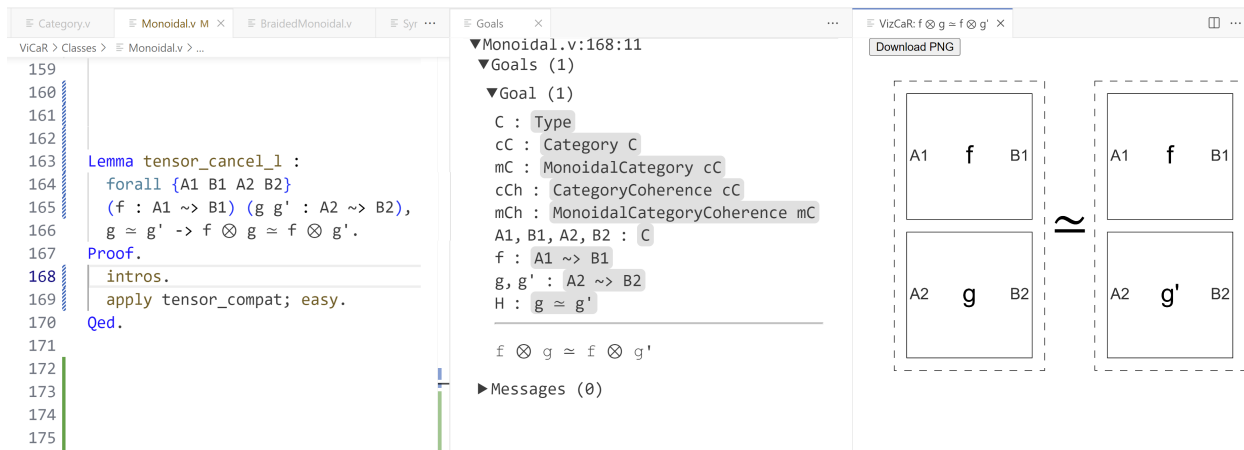 Category.v
Monoidal.v M ×
BraidedMonoidal.v
Syr ···
ViCaR > Classes > Monoidal.v > ...
159
160
161
162
163 Lemma tensor_cancel_l :
164 forall {A1 B1 A2 B2}
165 (f : A1 ~> B1) (g g' : A2 ~> B2),
166 g ≃ g' -> f ⊗ g ≃ f ⊗ g'.
167 Proof.
168 intros.
169 apply tensor_compat; easy.
170 Qed.
171
172
173
174
175
Goals ×
···
▼Monoidal.v:168:11
▼Goals (1)
▼Goal (1)
C : Type
cC : Category C
mC : MonoidalCategory cC
cCh : CategoryCoherence cC
mCh : MonoidalCategoryCoherence mC
A1, B1, A2, B2 : C
f : A1 ~> B1
g, g' : A2 ~> B2
H : g ≃ g'
f ⊗ g ≃ f ⊗ g'
▶Messages (0)
VizCaR: f ⊗ g ≃ f ⊗ g' ×
···
Download PNG
A1 f B1
A2 g B2
≃
A1 f B1
A2 g' B2